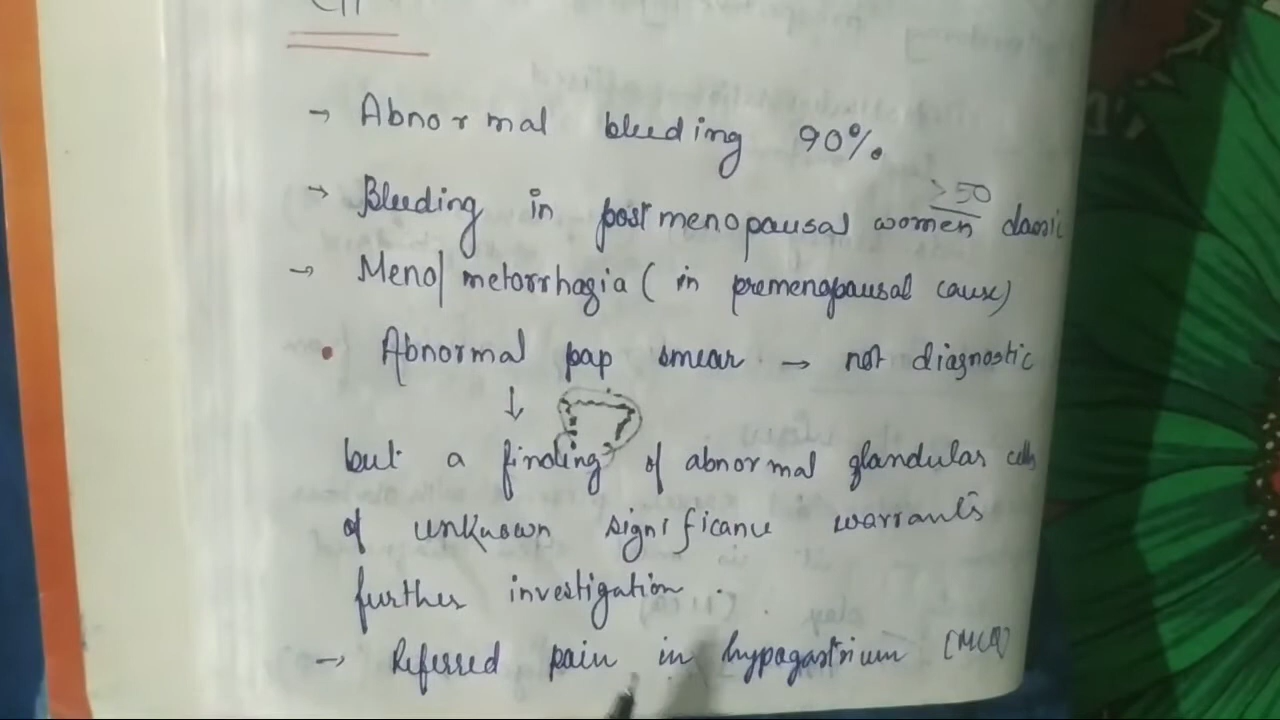 → Abnormal bleeding 90%.
>50
→ Bleeding in postmenopausal women classic
→ Meno/metorrhagia (in premenopausal cause)
• Abnormal pap smear → not diagnostic
↓
but a finding of abnormal glandular cells
of unknown significance warrants
further investigation.
→ Referred pain in hypogastrium [MCQ]